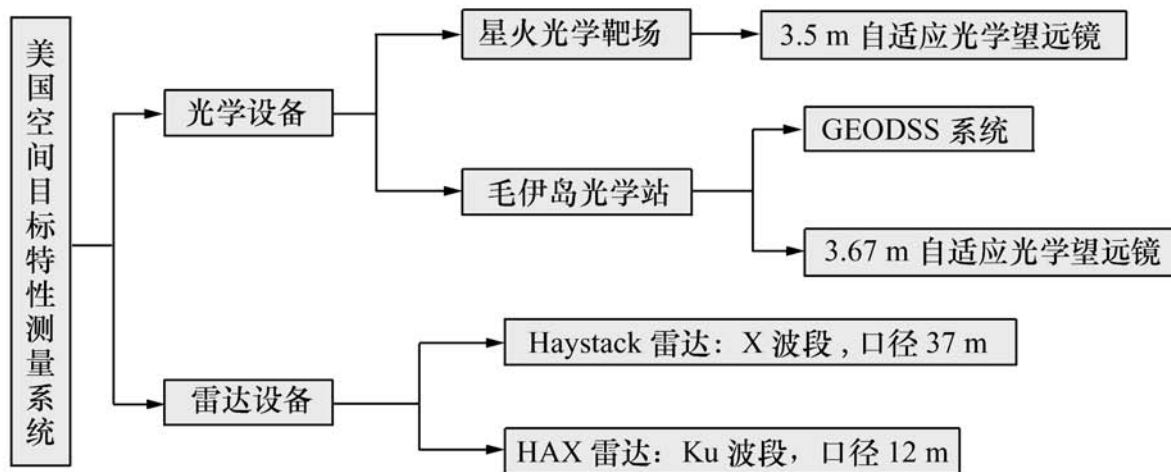 美国空间目标特性测量系统
光学设备
星火光学靶场
3.5 m 自适应光学望远镜
毛伊岛光学站
GEODSS 系统
3.67 m 自适应光学望远镜
雷达设备
Haystack 雷达：X 波段，口径 37 m
HAX 雷达：Ku 波段，口径 12 m